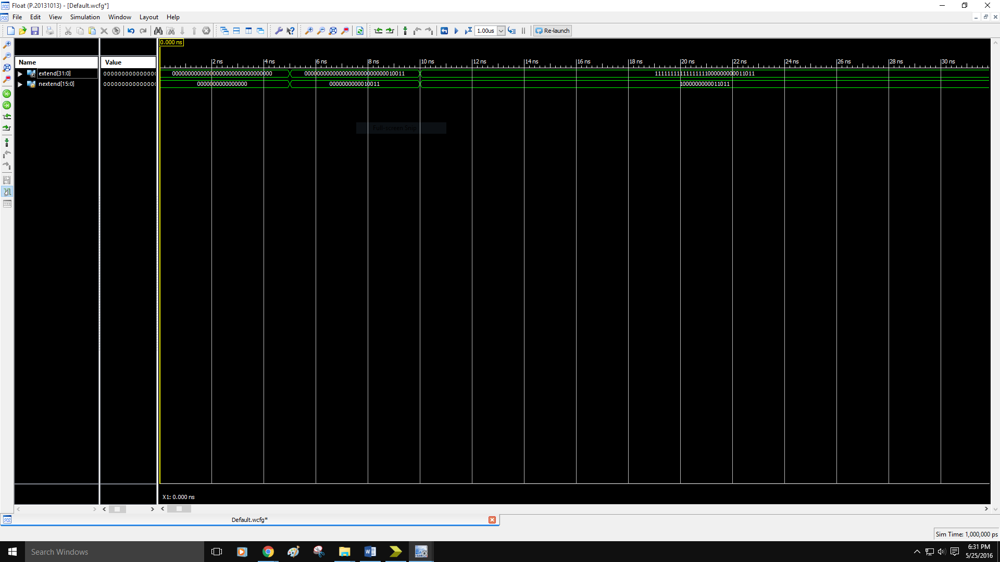 Float (P.20131013) - [Default.wcfg*]
File Edit View Simulation Window Layout Help
1.00us Re-launch
0.000 ns
Name Value
2 ns 4 ns 6 ns 8 ns 10 ns 12 ns 14 ns 16 ns 18 ns 20 ns 22 ns 24 ns 26 ns 28 ns 30 ns
extend[31:0] 00000000000000000000000000000000 00000000000000000000000000010011 11111111111111111000000000011011
nextend[15:0] 0000000000000000 0000000000010011 1000000000011011
Full-screen Snip
X1: 0.000 ns
Default.wcfg*
Sim Time: 1,000,000 ps
Search Windows
6:31 PM
5/25/2016